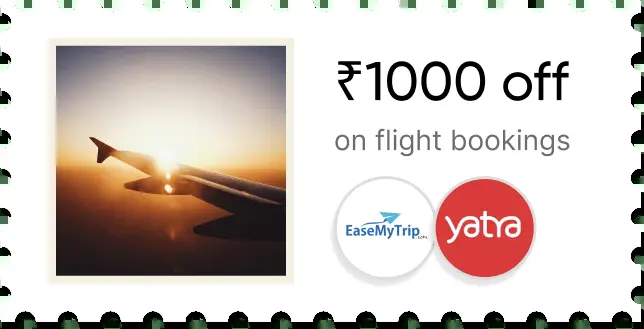 ₹1000 off
on flight bookings
EaseMyTrip
.com
yatra